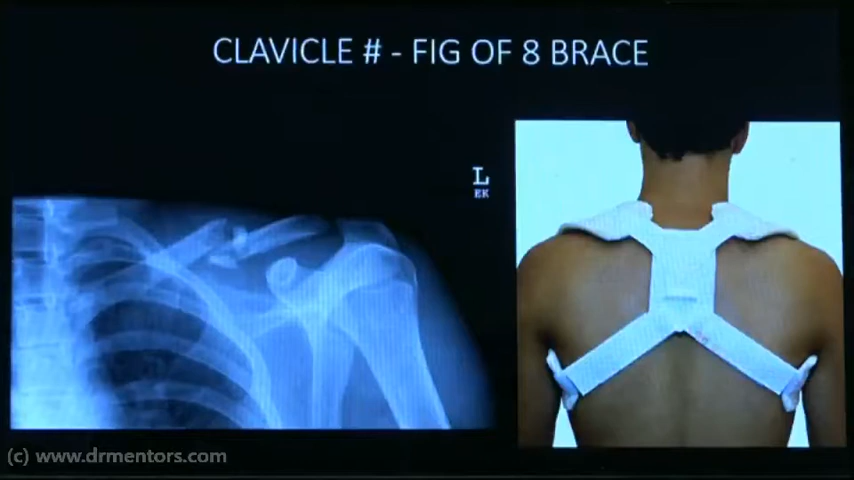 CLAVICLE # - FIG OF 8 BRACE
L
EK
(c) www.drmentors.com